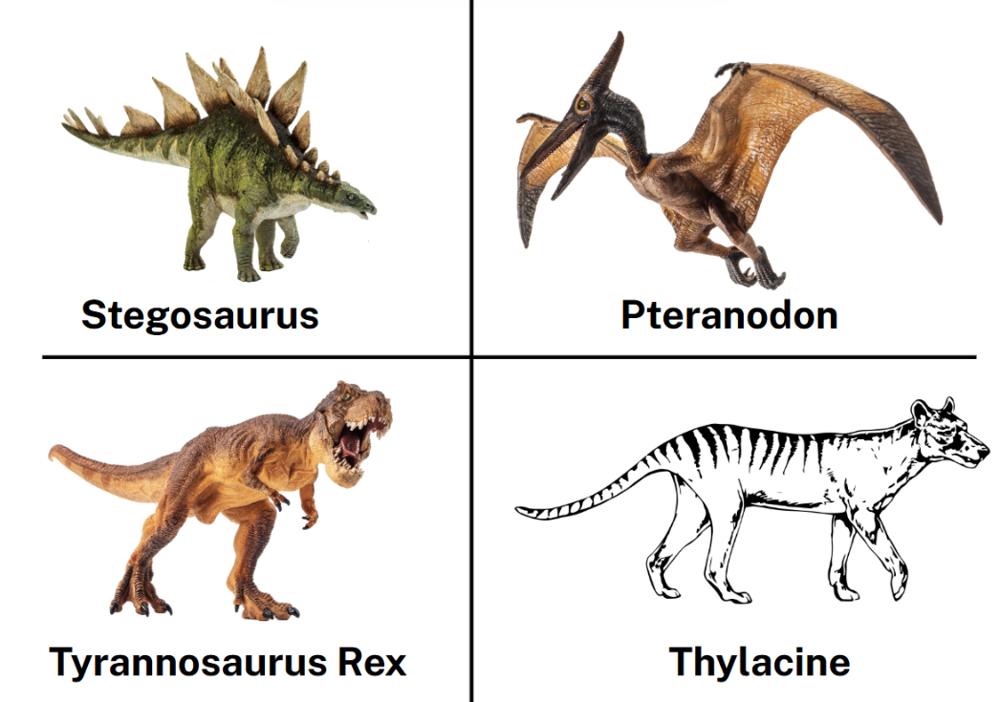 Stegosaurus
Pteranodon
Tyrannosaurus Rex
Thylacine